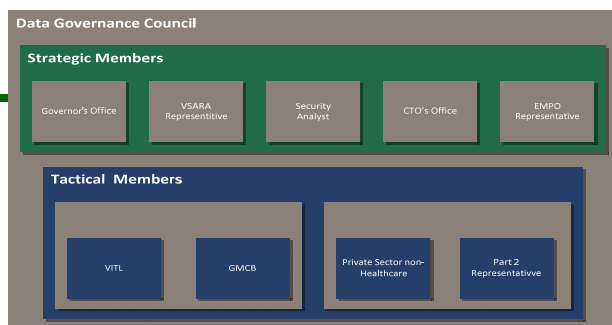 Data Governance Council
Strategic Members
Governor's Office
VSARA
Representitive
Security
Analyst
CTO's Office
EMPO
Representative
Tactical Members
VITL
GMCB
Private Sector non-
Healthcare
Part 2
Representativve